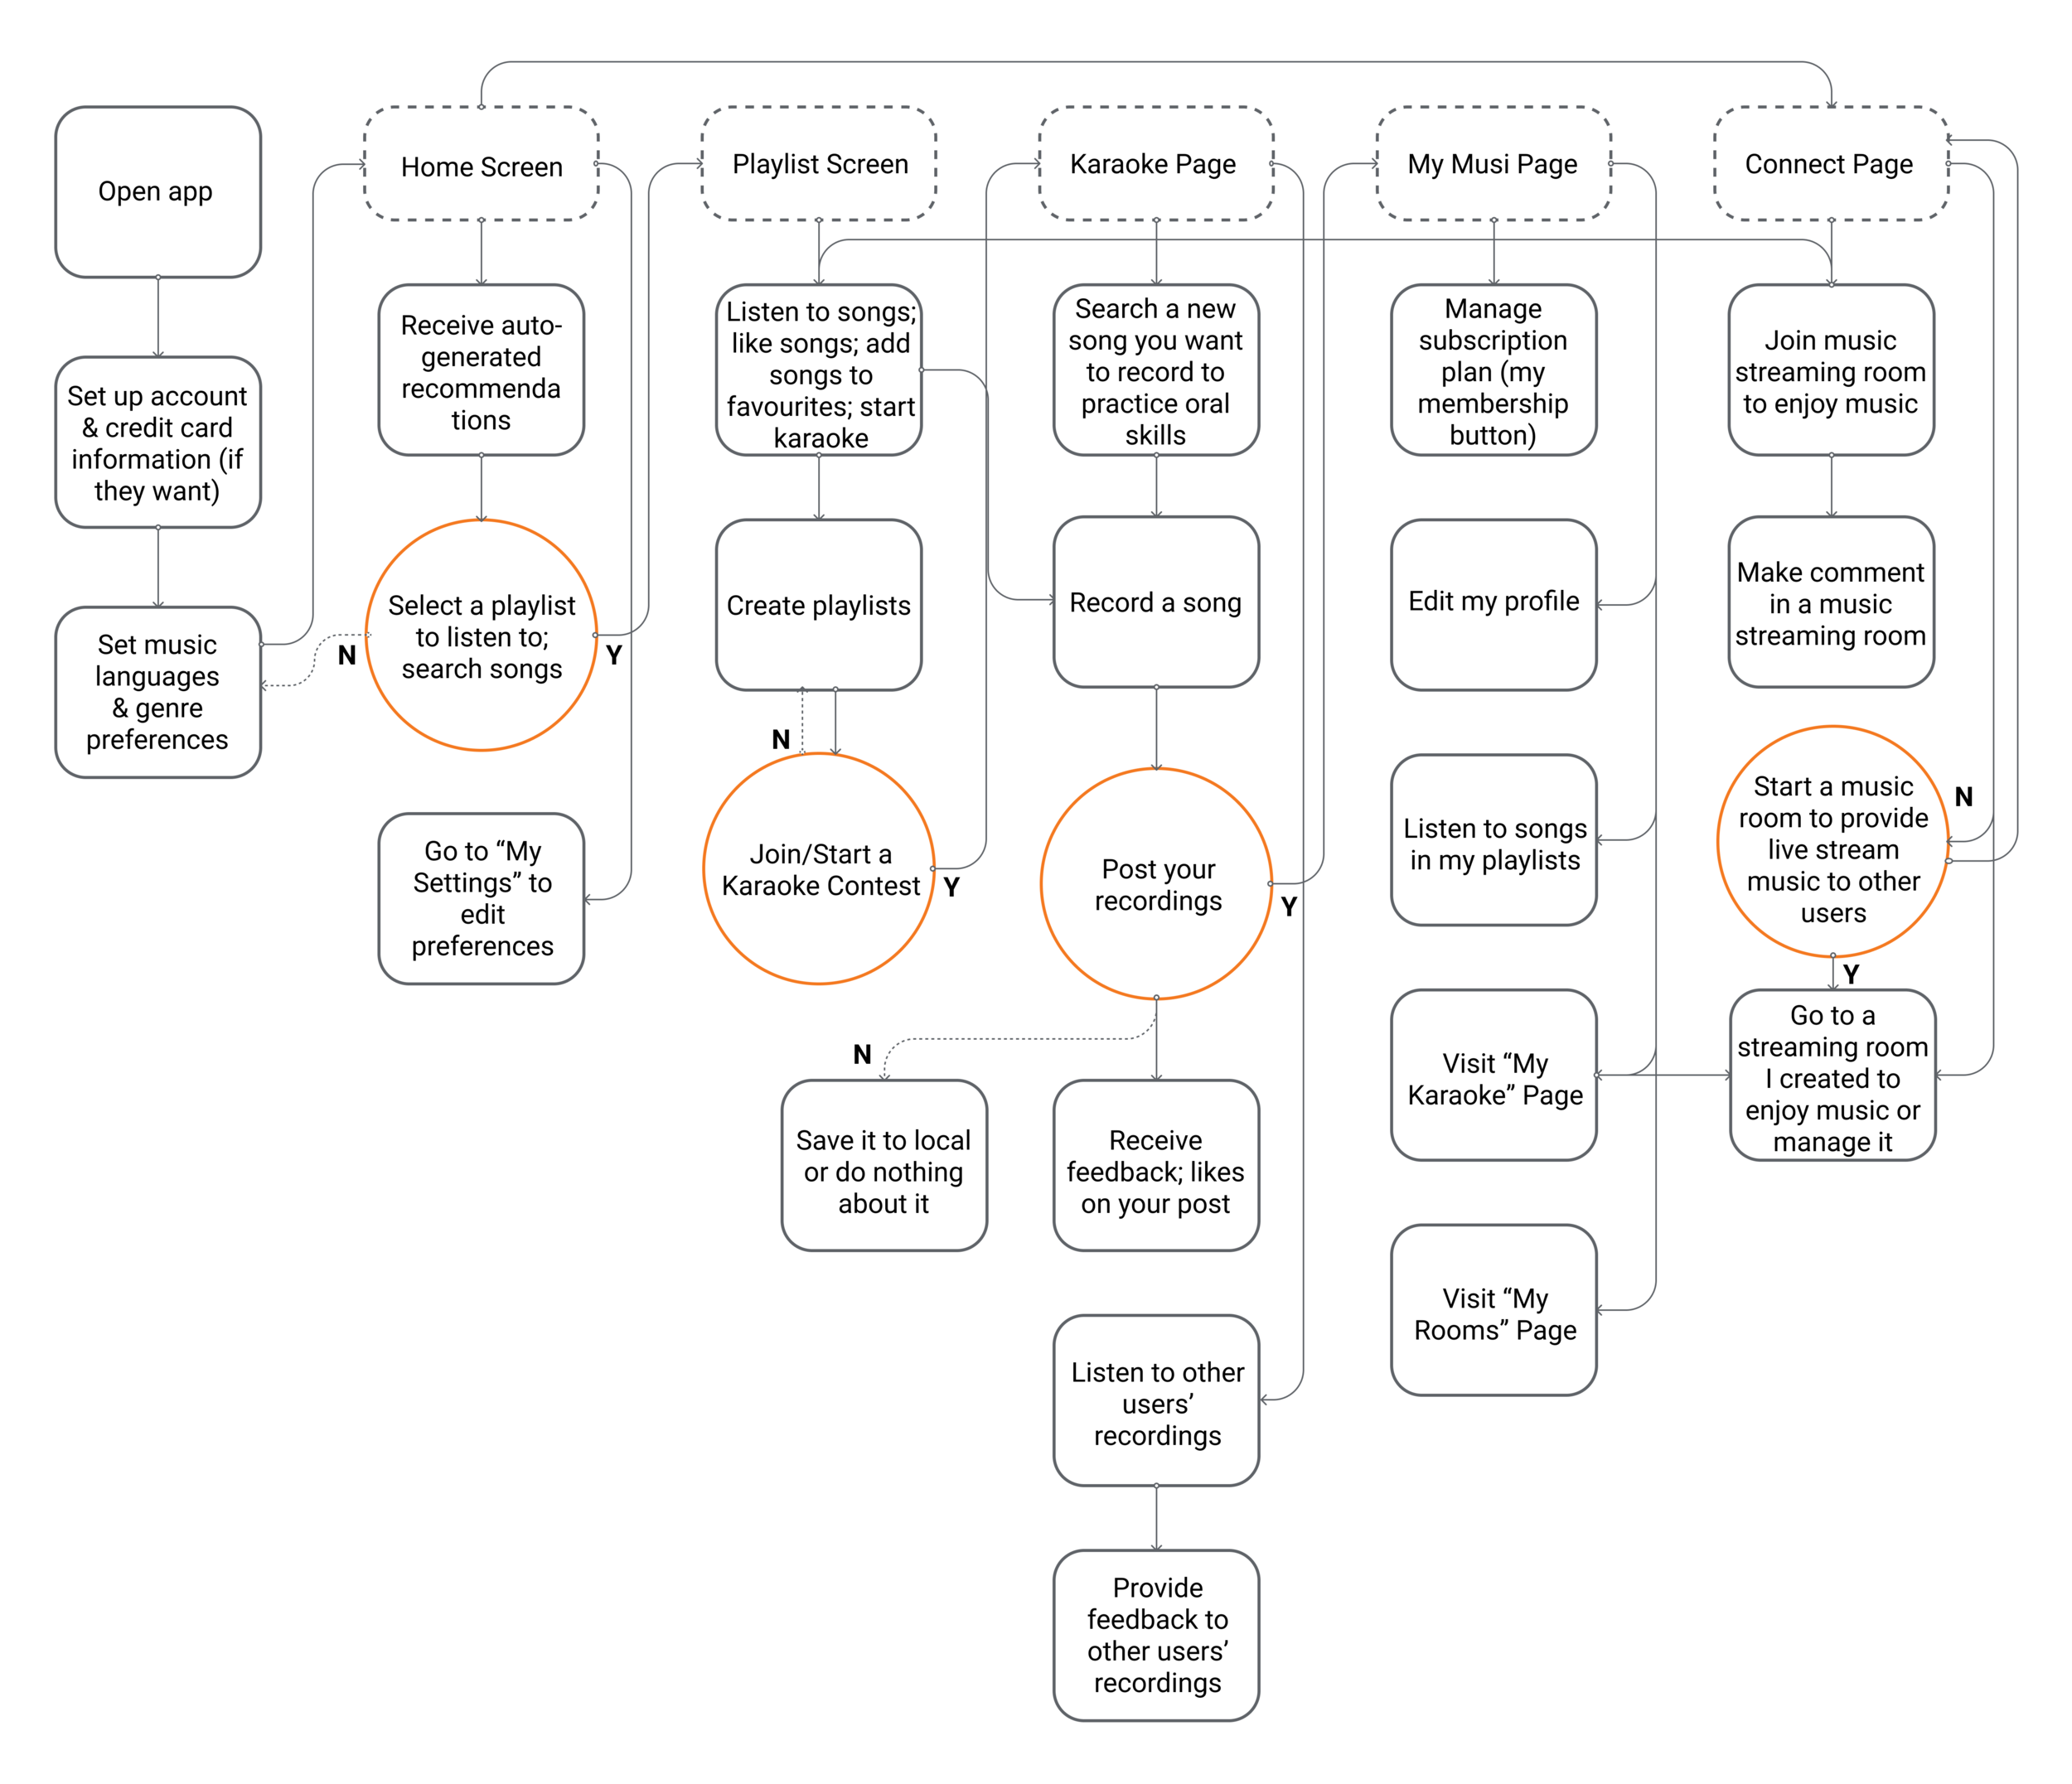 Open app
Set up account
& credit card
information (if
they want)
Set music
languages
& genre
preferences
Home Screen
Receive auto-
generated
recommenda
tions
Select a playlist
to listen to;
search songs
N
Y
Go to “My
Settings” to
edit
preferences
Playlist Screen
Listen to songs;
like songs; add
songs to
favourites; start
karaoke
Create playlists
N
Join/Start a
Karaoke Contest
Y
Karaoke Page
Search a new
song you want
to record to
practice oral
skills
Record a song
Post your
recordings
Y
N
Save it to local
or do nothing
about it
Receive
feedback; likes
on your post
Listen to other
users’
recordings
Provide
feedback to
other users’
recordings
My Musi Page
Manage
subscription
plan (my
membership
button)
Edit my profile
Listen to songs
in my playlists
Visit “My
Karaoke” Page
Visit “My
Rooms” Page
Connect Page
Join music
streaming room
to enjoy music
Make comment
in a music
streaming room
Start a music
room to provide
live stream
music to other
users
N
Y
Go to a
streaming room
I created to
enjoy music or
manage it